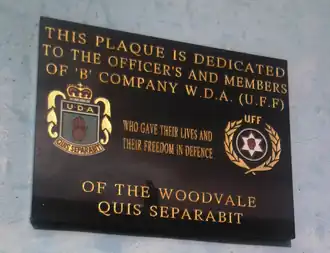 THIS PLAQUE IS DEDICATED
TO THE OFFICER'S AND MEMBERS
OF 'B' COMPANY W.D.A. (U.F.F)
UDA
QUIS SEPARABIT
WHO GAVE THEIR LIVES AND
THEIR FREEDOM IN DEFENCE
UFF
OF THE WOODVALE
QUIS SEPARABIT